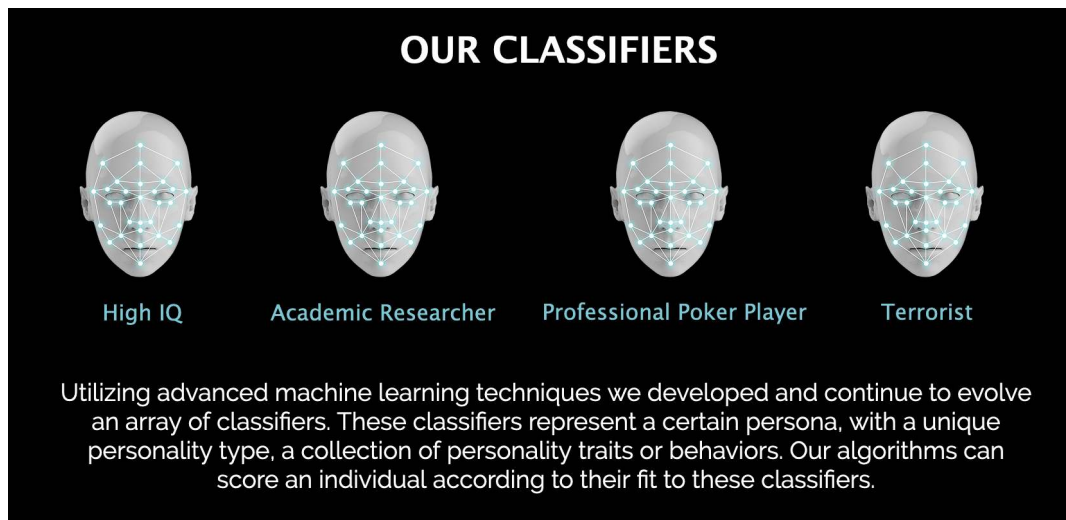 OUR CLASSIFIERS
High IQ
Academic Researcher
Professional Poker Player
Terrorist
Utilizing advanced machine learning techniques we developed and continue to evolve
an array of classifiers. These classifiers represent a certain persona, with a unique
personality type, a collection of personality traits or behaviors. Our algorithms can
score an individual according to their fit to these classifiers.